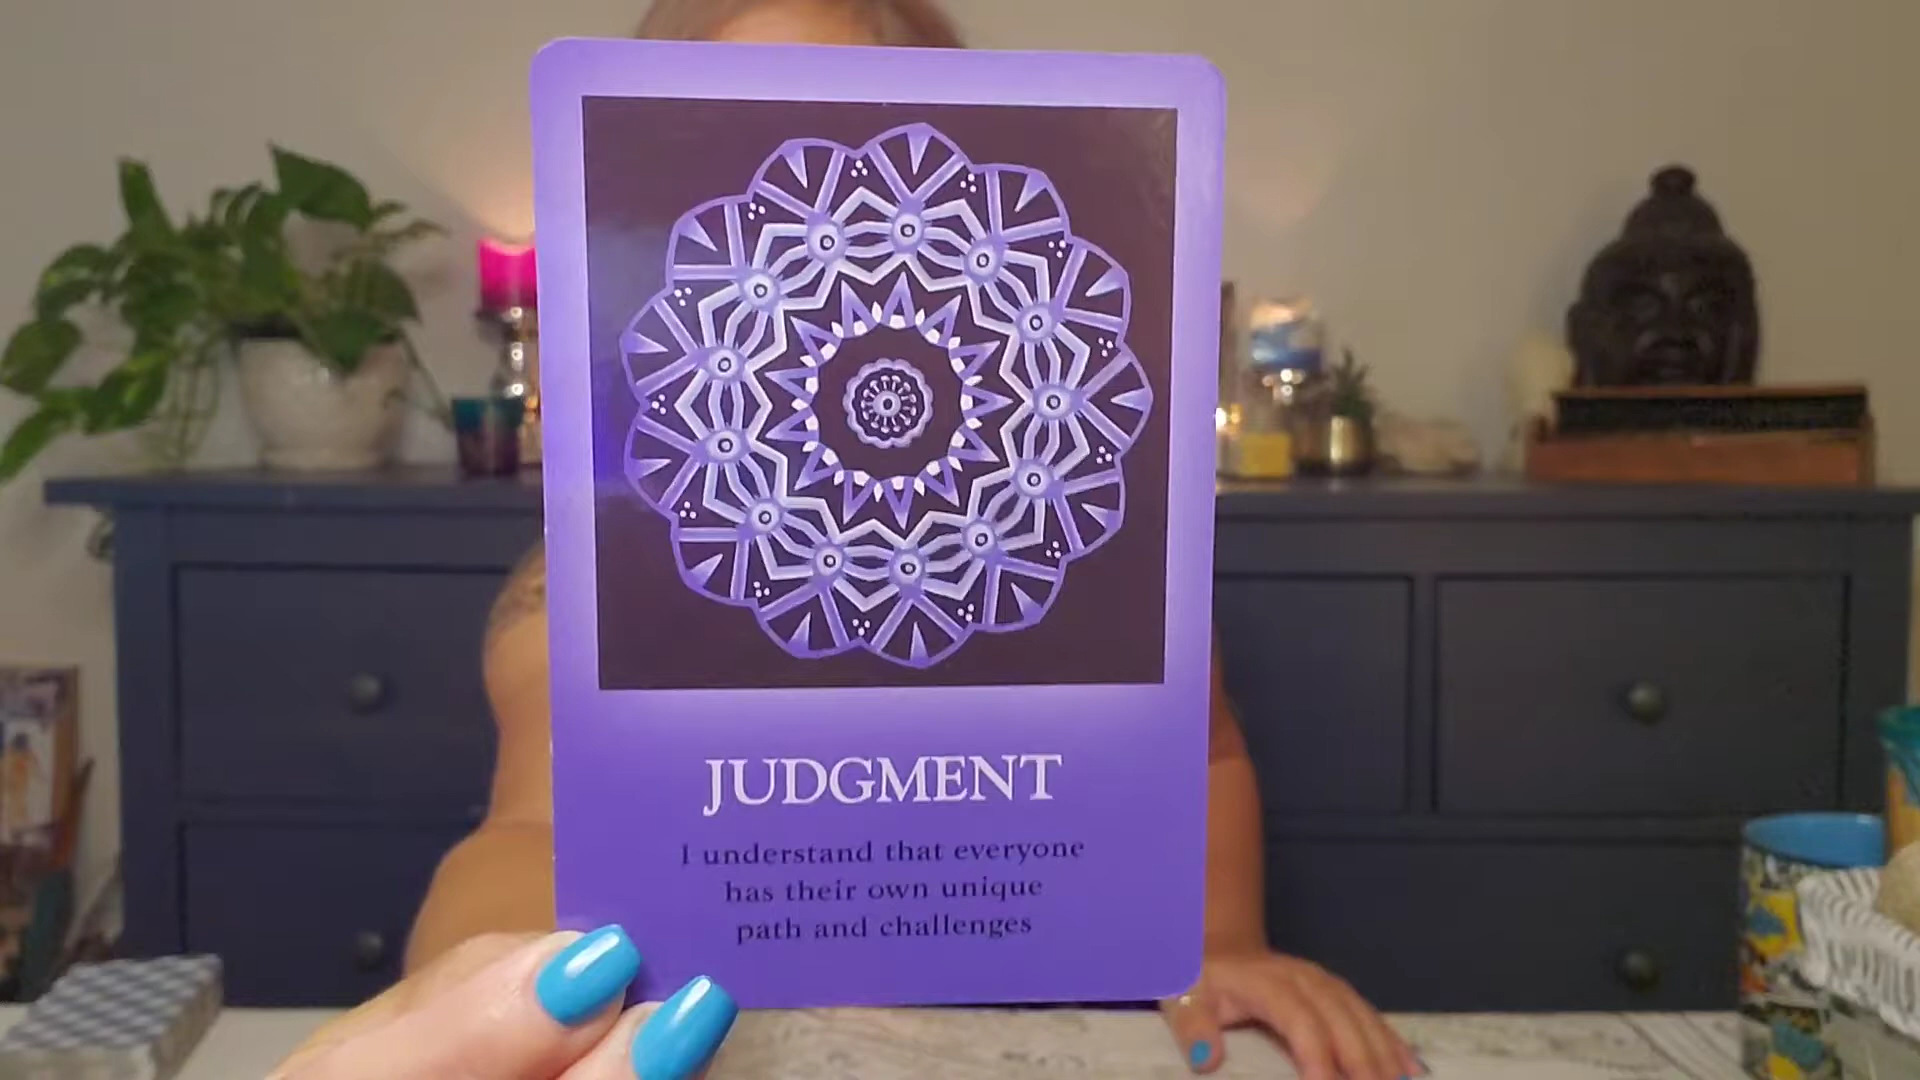 JUDGMENT
I understand that everyone
has their own unique
path and challenges